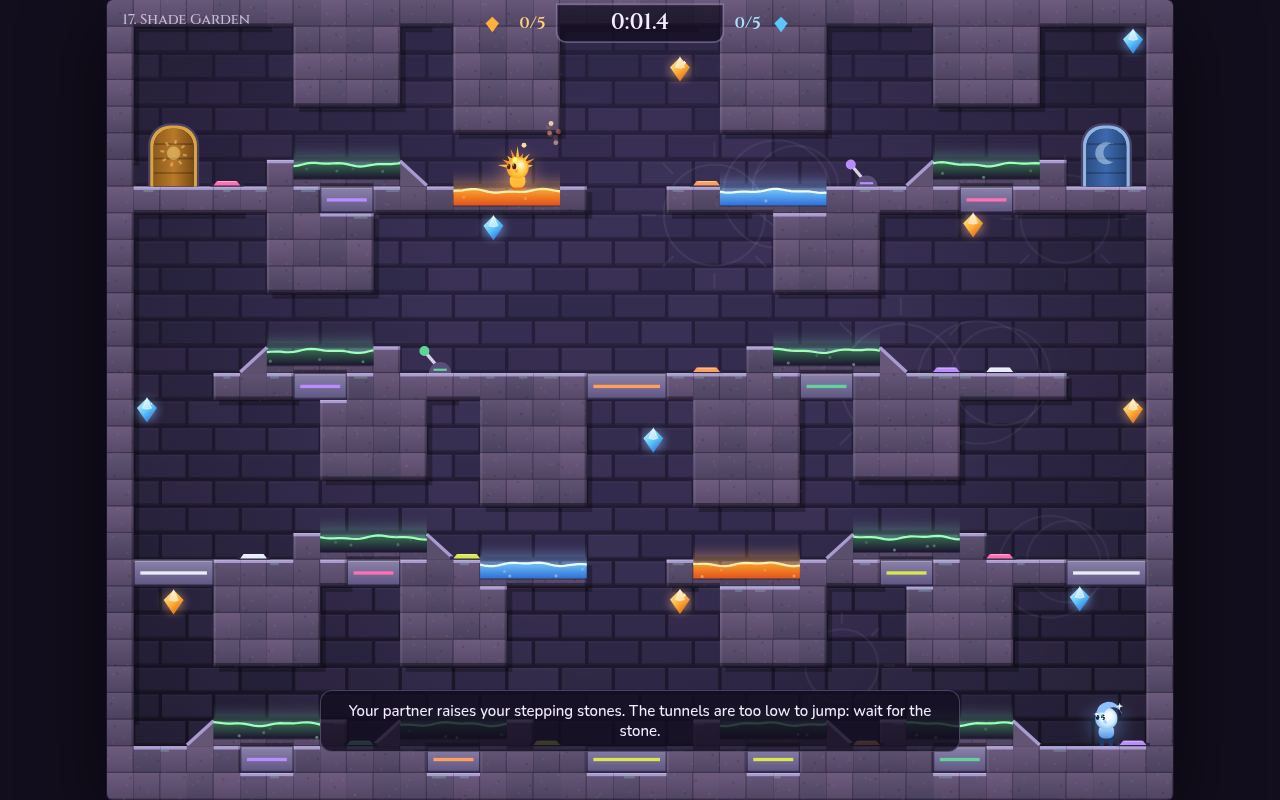 17. Shade Garden
0/5
0:01.4
0/5
Your partner raises your stepping stones. The tunnels are too low to jump: wait for the
stone.